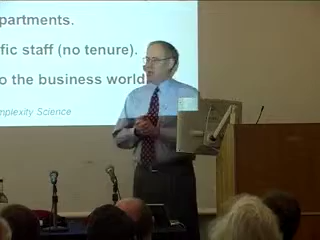 partments.
fic staff (no tenure).
o the business world
mplexity Science